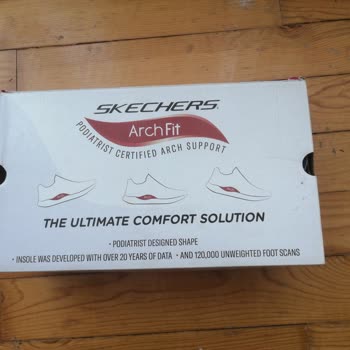 SKECHERS
Arch Fit
PODIATRIST CERTIFIED ARCH SUPPORT
THE ULTIMATE COMFORT SOLUTION
• PODIATRIST DESIGNED SHAPE
• INSOLE WAS DEVELOPED WITH OVER 20 YEARS OF DATA • AND 120,000 UNWEIGHTED FOOT SCANS